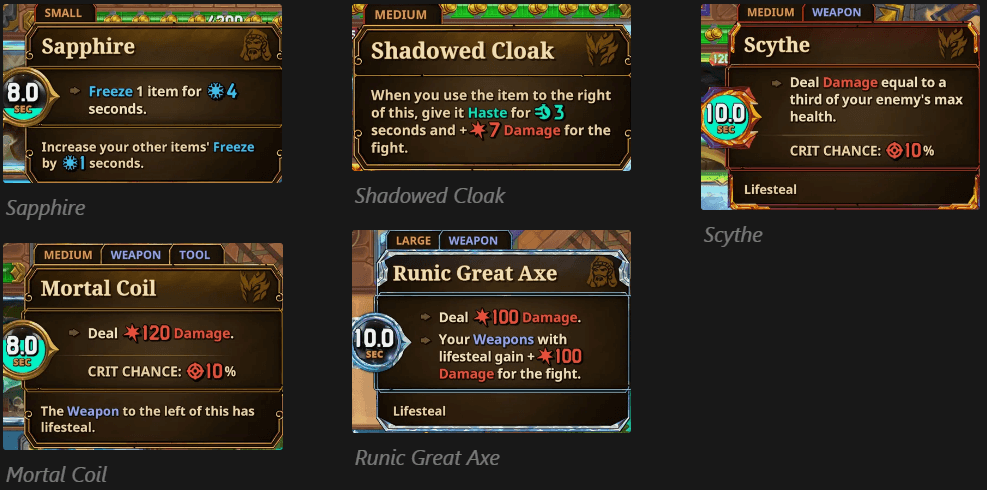 SMALL
Sapphire
8.0
SEC
Freeze 1 item for 4
seconds.
Increase your other items' Freeze
by 1 seconds.
Sapphire
MEDIUM
Shadowed Cloak
When you use the item to the right
of this, give it Haste for 3
seconds and + 7 Damage for the
fight.
Shadowed Cloak
MEDIUM WEAPON
Scythe
10.0
SEC
Deal Damage equal to a
third of your enemy's max
health.
CRIT CHANCE: 10%
Lifesteal
Scythe
MEDIUM WEAPON TOOL
Mortal Coil
8.0
SEC
Deal 120 Damage.
CRIT CHANCE: 10%
The Weapon to the left of this has
lifesteal.
Mortal Coil
LARGE WEAPON
Runic Great Axe
10.0
SEC
Deal 100 Damage.
Your Weapons with
lifesteal gain + 100
Damage for the fight.
Lifesteal
Runic Great Axe